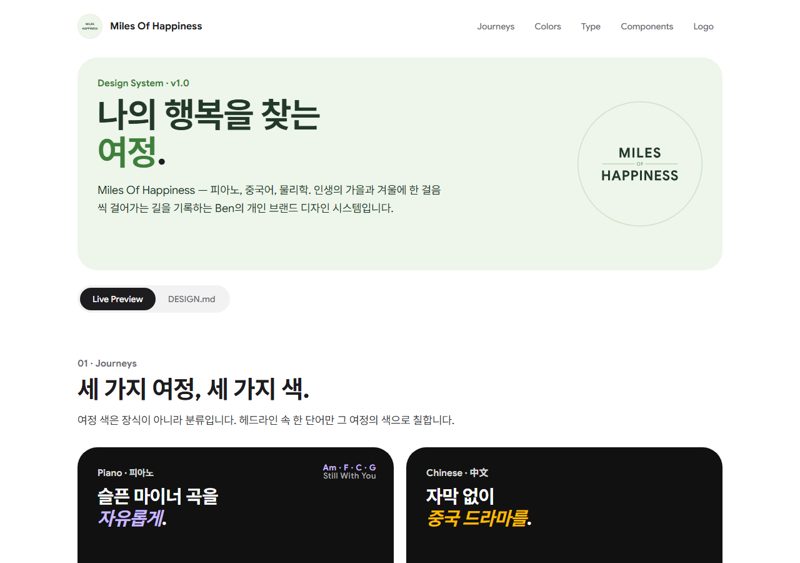 MILES
HAPPINESS
Miles Of Happiness
Journeys
Colors
Type
Components
Logo
Design System · v1.0
나의 행복을 찾는
여정.
Miles Of Happiness — 피아노, 중국어, 물리학. 인생의 가을과 겨울에 한 걸음
씩 걸어가는 길을 기록하는 Ben의 개인 브랜드 디자인 시스템입니다.
MILES
OF
HAPPINESS
Live Preview
DESIGN.md
01 · Journeys
세 가지 여정, 세 가지 색.
여정 색은 장식이 아니라 분류입니다. 헤드라인 속 한 단어만 그 여정의 색으로 칠합니다.
Piano · 피아노
Am · F · C · G
Still With You
슬픈 마이너 곡을
자유롭게.
Chinese · 中文
자막 없이
중국 드라마를.